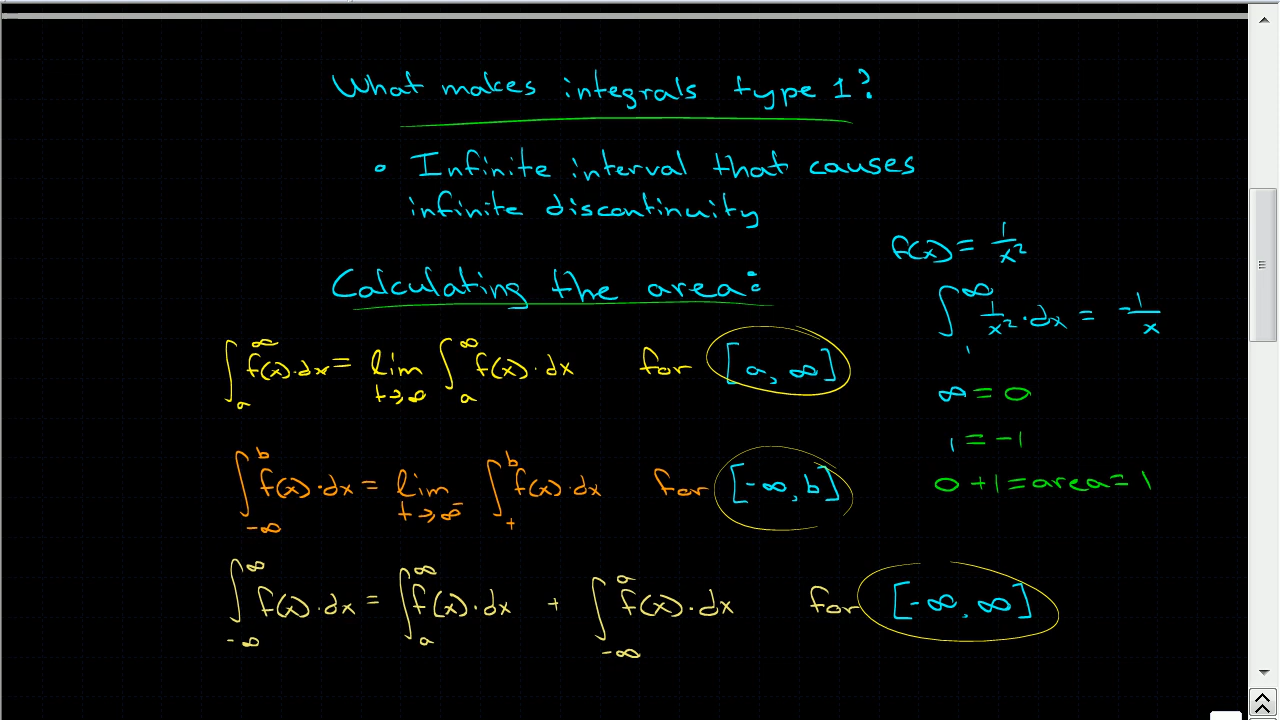 What makes integrals type 1?
• Infinite interval that causes
infinite discontinuity
Calculating the area:
∫_a^∞ f(x)·dx = lim_{t→∞} ∫_a^∞ f(x)·dx for [a, ∞]
∫_{-∞}^b f(x)·dx = lim_{t→-∞} ∫_t^b f(x)·dx for [-∞, b]
∫_{-∞}^∞ f(x)·dx = ∫_a^∞ f(x)·dx + ∫_{-∞}^a f(x)·dx for [-∞, ∞]
f(x) = 1/x²
∫_1^∞ 1/x²·dx = -1/x
∞ = 0
1 = -1
0 + 1 = area = 1